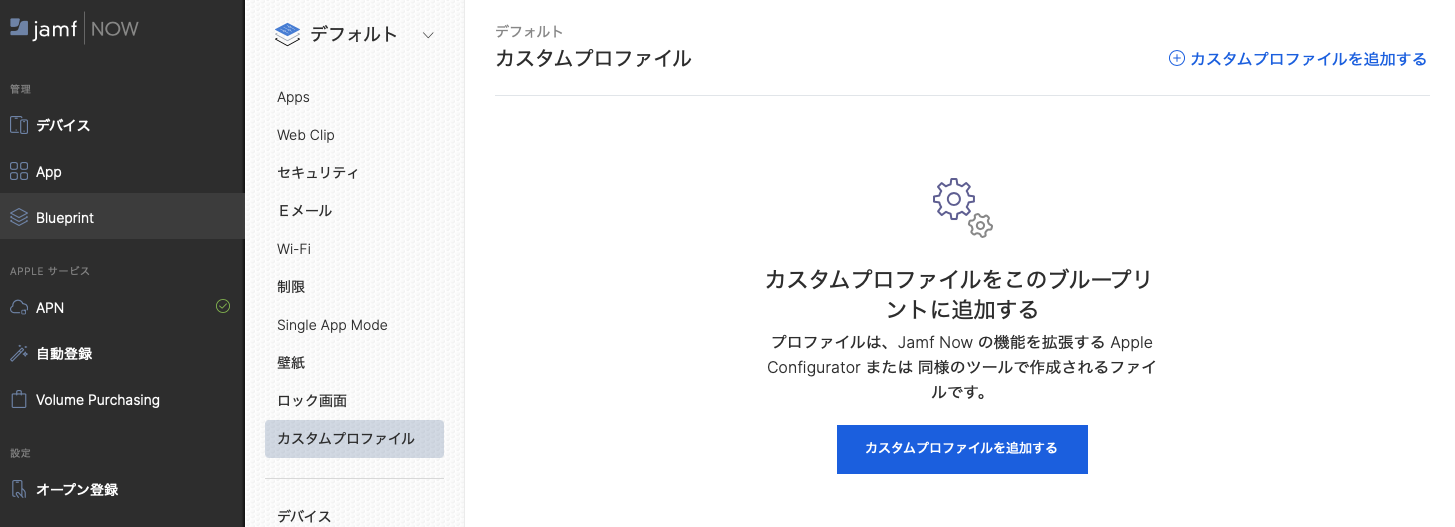 jamf NOW
管理
デバイス
App
Blueprint
APPLE サービス
APN
自動登録
Volume Purchasing
設定
オープン登録
デフォルト
Apps
Web Clip
セキュリティ
Eメール
Wi-Fi
制限
Single App Mode
壁紙
ロック画面
カスタムプロファイル
デバイス
デフォルト
カスタムプロファイル
カスタムプロファイルを追加する
カスタムプロファイルをこのブループリ
ントに追加する
プロファイルは、Jamf Now の機能を拡張する Apple
Configurator または 同様のツールで作成されるファイ
ルです。
カスタムプロファイルを追加する